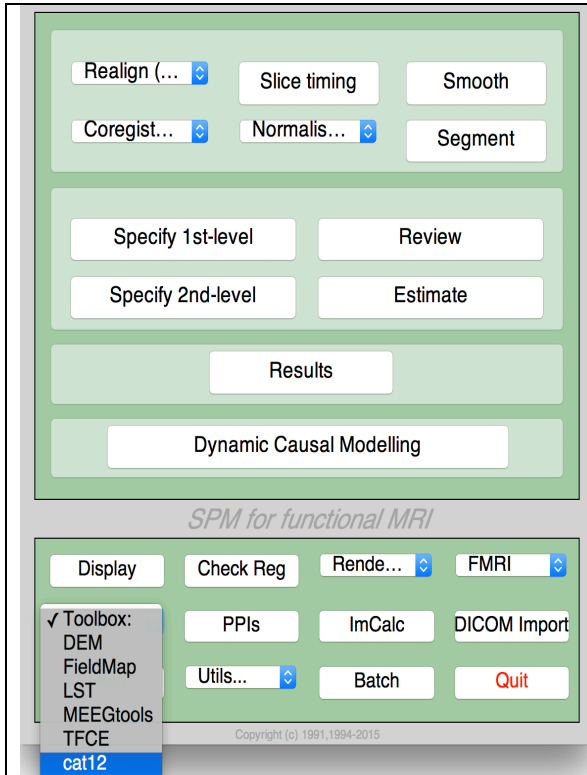 Realign (...
Slice timing
Smooth
Coregist...
Normalis...
Segment
Specify 1st-level
Review
Specify 2nd-level
Estimate
Results
Dynamic Causal Modelling
SPM for functional MRI
Display
Check Reg
Rende...
FMRI
✓ Toolbox:
PPIs
ImCalc
DICOM Import
DEM
FieldMap
LST
MEEGtools
TFCE
cat12
Utils...
Batch
Quit
Copyright (c) 1991,1994-2015